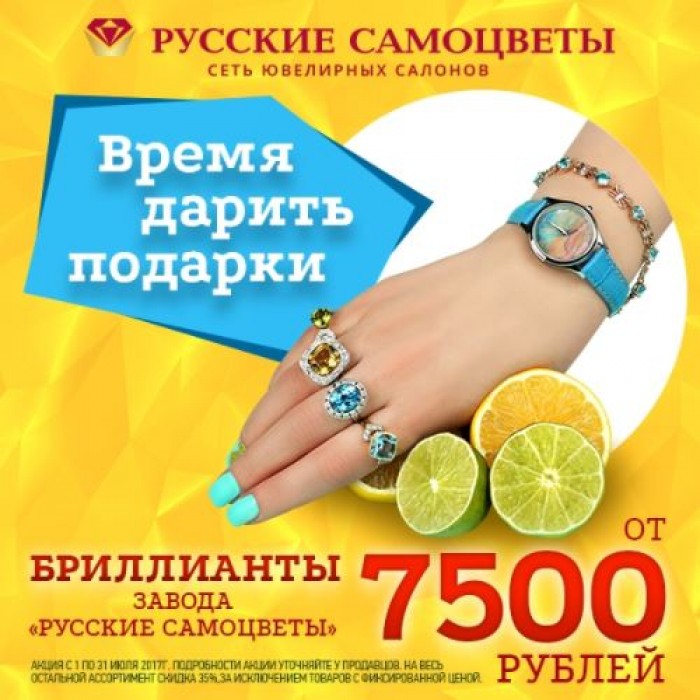 РУССКИЕ САМОЦВЕТЫ
СЕТЬ ЮВЕЛИРНЫХ САЛОНОВ
Время
дарить
подарки
БРИЛЛИАНТЫ
ЗАВОДА
«РУССКИЕ САМОЦВЕТЫ»
ОТ
7500
РУБЛЕЙ
АКЦИЯ С 1 ПО 31 ИЮЛЯ 2017Г. ПОДРОБНОСТИ АКЦИИ УТОЧНЯЙТЕ У ПРОДАВЦОВ. НА ВЕСЬ
ОСТАЛЬНОЙ АССОРТИМЕНТ СКИДКА 35%,ЗА ИСКЛЮЧЕНИЕМ ТОВАРОВ С ФИКСИРОВАННОЙ ЦЕНОЙ.